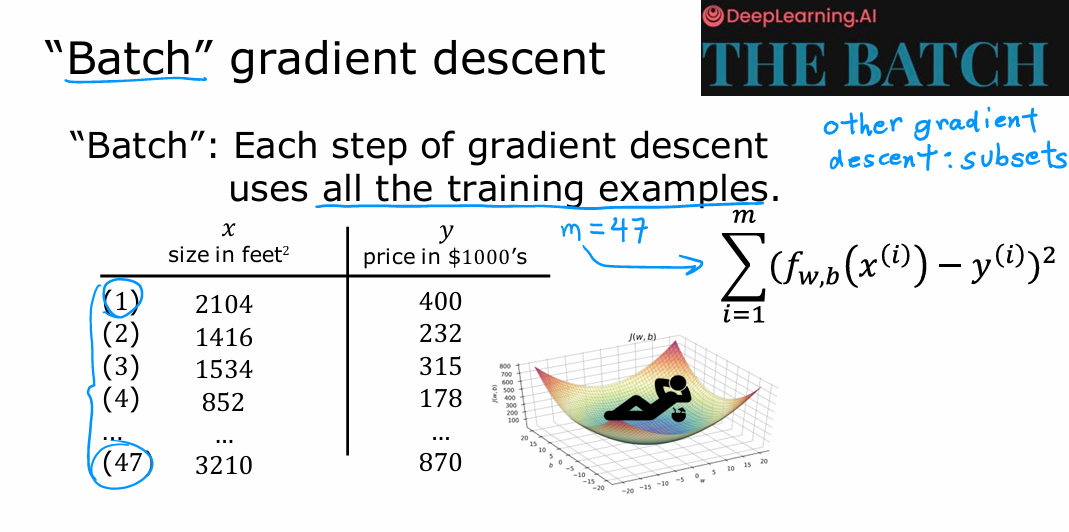 DeepLearning.AI
THE BATCH
“Batch” gradient descent
other gradient
descent: subsets
“Batch”: Each step of gradient descent
uses all the training examples.
x y
size in feet² price in $1000’s
m = 47
m
∑(f_{w,b}(x^{(i)}) − y^{(i)})²
i=1
(1) 2104 400
(2) 1416 232
(3) 1534 315
(4) 852 178
... ... ...
(47) 3210 870
J(w, b)
800
700
600
500
400
300
200
100
J(w, b)
20
15
10
5
0
−5
−10
−15
−20
b
−20 −15 −10 −5 0 5 10 15 20
w